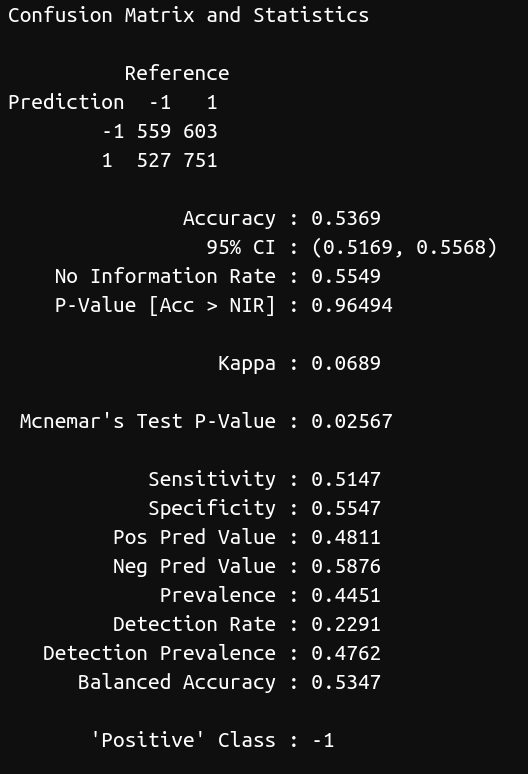 Confusion Matrix and Statistics
Reference
Prediction -1 1
-1 559 603
1 527 751
Accuracy : 0.5369
95% CI : (0.5169, 0.5568)
No Information Rate : 0.5549
P-Value [Acc > NIR] : 0.96494
Kappa : 0.0689
Mcnemar's Test P-Value : 0.02567
Sensitivity : 0.5147
Specificity : 0.5547
Pos Pred Value : 0.4811
Neg Pred Value : 0.5876
Prevalence : 0.4451
Detection Rate : 0.2291
Detection Prevalence : 0.4762
Balanced Accuracy : 0.5347
'Positive' Class : -1